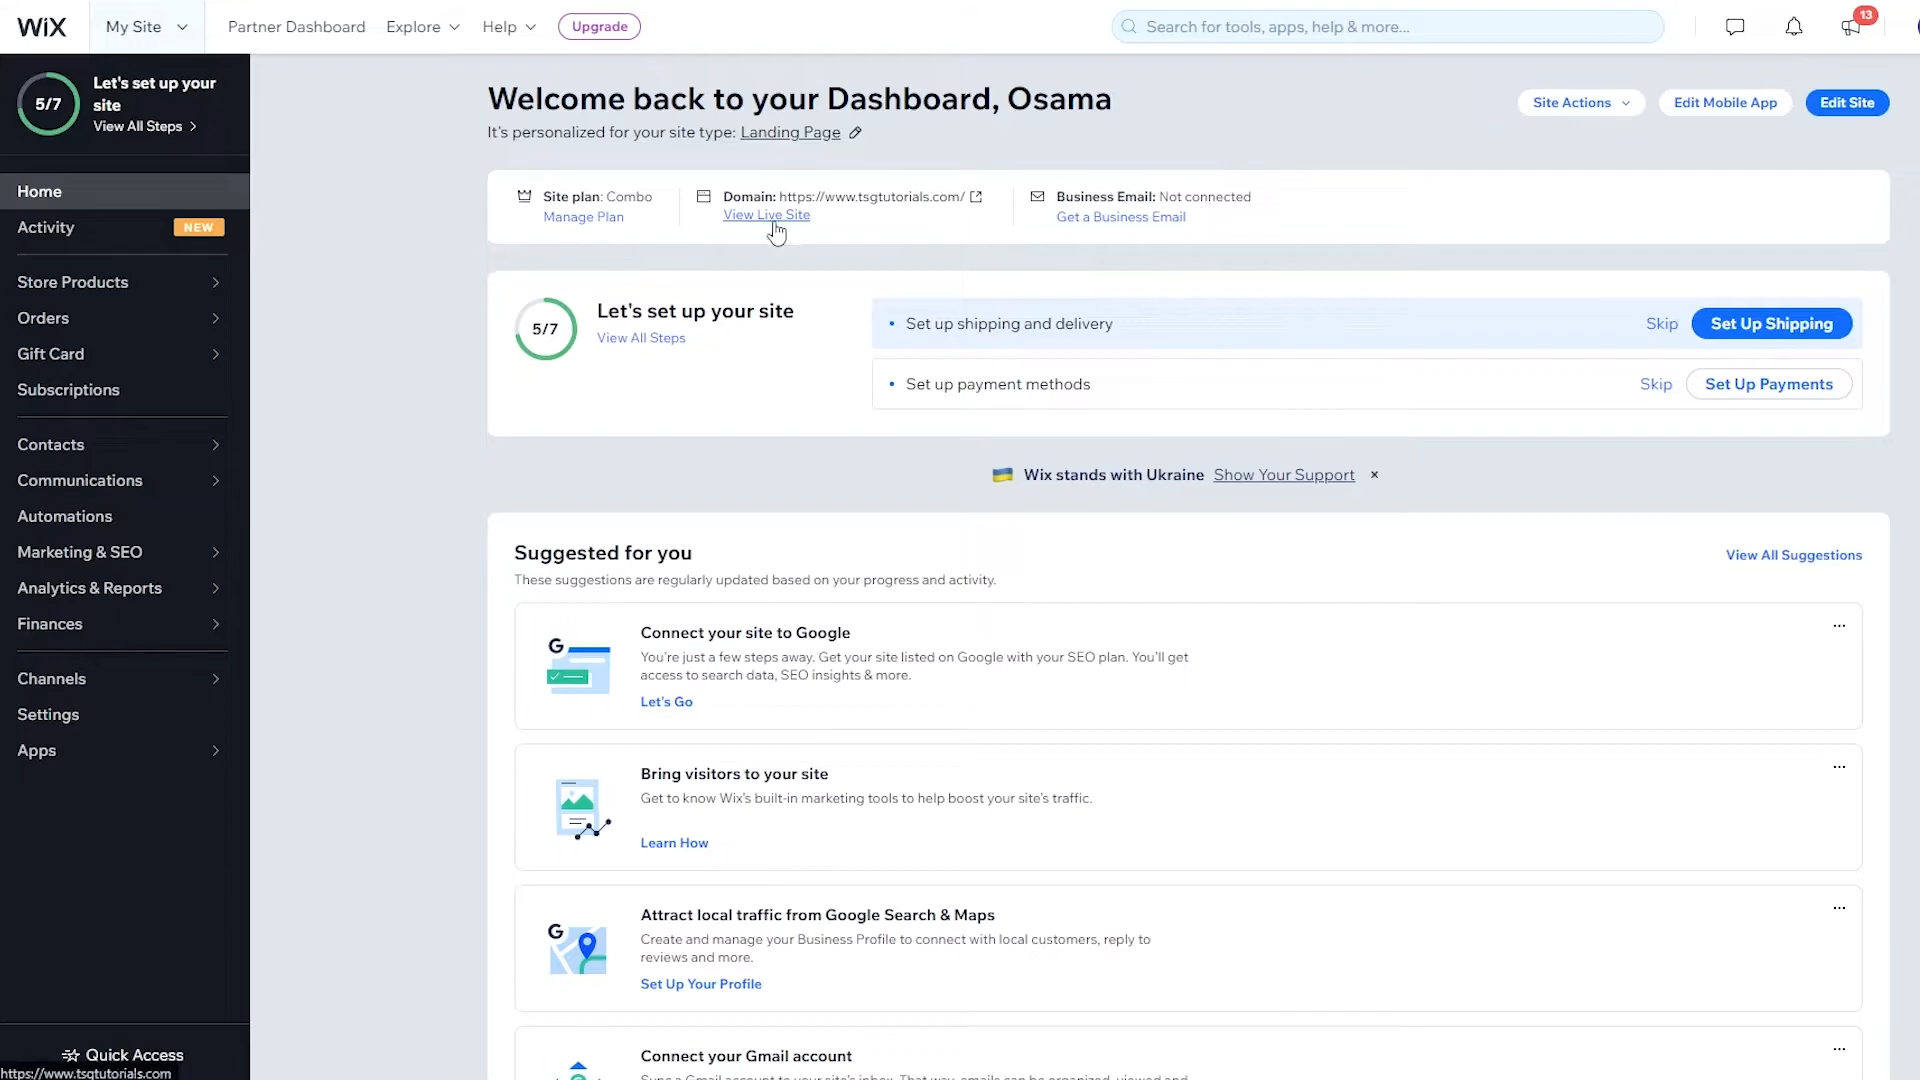 WiX
My Site
Partner Dashboard
Explore
Help
Upgrade
Search for tools, apps, help & more...
13
5/7
Let's set up your
site
View All Steps
Home
Activity
NEW
Store Products
Orders
Gift Card
Subscriptions
Contacts
Communications
Automations
Marketing & SEO
Analytics & Reports
Finances
Channels
Settings
Apps
Quick Access
https://www.tsgtutorials.com
Welcome back to your Dashboard, Osama
It's personalized for your site type: Landing Page
Site Actions
Edit Mobile App
Edit Site
Site plan: Combo
Manage Plan
Domain: https://www.tsgtutorials.com/
View Live Site
Business Email: Not connected
Get a Business Email
5/7
Let's set up your site
View All Steps
• Set up shipping and delivery
Skip
Set Up Shipping
• Set up payment methods
Skip
Set Up Payments
Wix stands with Ukraine Show Your Support ×
Suggested for you
View All Suggestions
These suggestions are regularly updated based on your progress and activity.
G
Connect your site to Google
You're just a few steps away. Get your site listed on Google with your SEO plan. You'll get
access to search data, SEO insights & more.
Let's Go
Bring visitors to your site
Get to know Wix's built-in marketing tools to help boost your site's traffic.
Learn How
G
Attract local traffic from Google Search & Maps
Create and manage your Business Profile to connect with local customers, reply to
reviews and more.
Set Up Your Profile
Connect your Gmail account
Sync a Gmail account to your site's inbox. That way, emails can be organized, viewed and